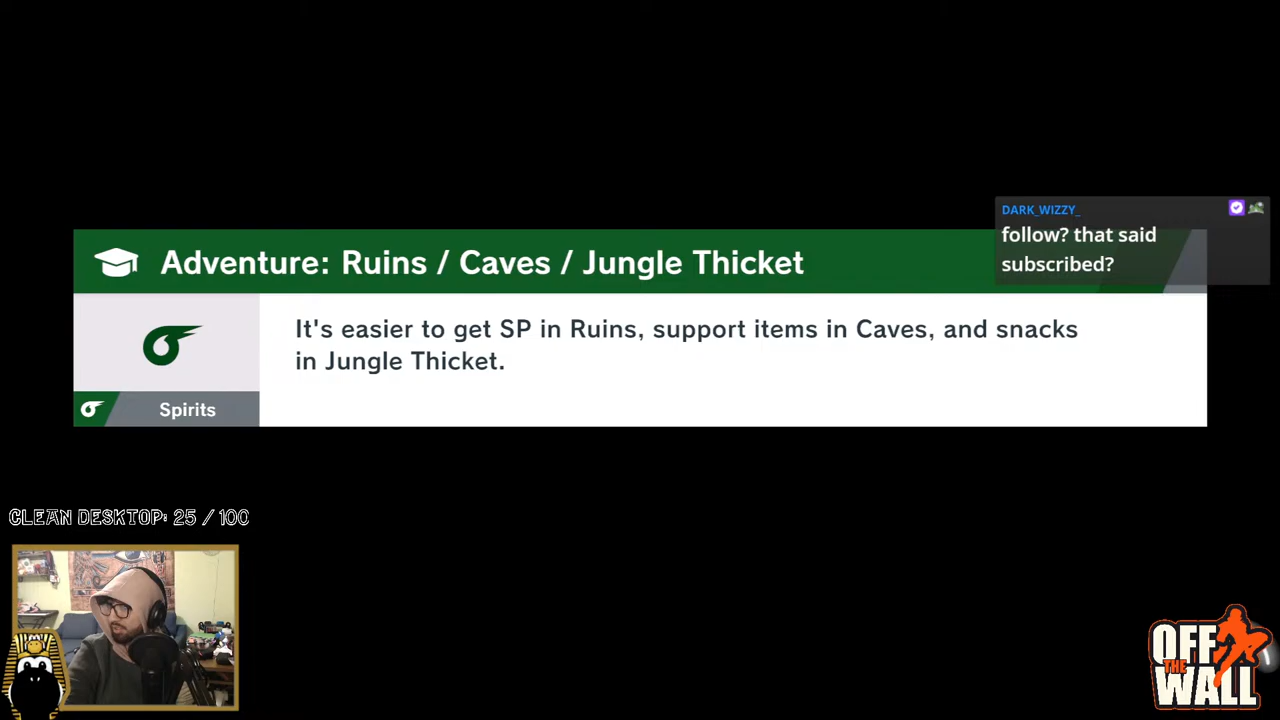 DARK_WIZZY_
follow? that said
subscribed?
Adventure: Ruins / Caves / Jungle Thicket
It's easier to get SP in Ruins, support items in Caves, and snacks
in Jungle Thicket.
Spirits
CLEAN DESKTOP: 25 / 100
OFF
THE
WALL